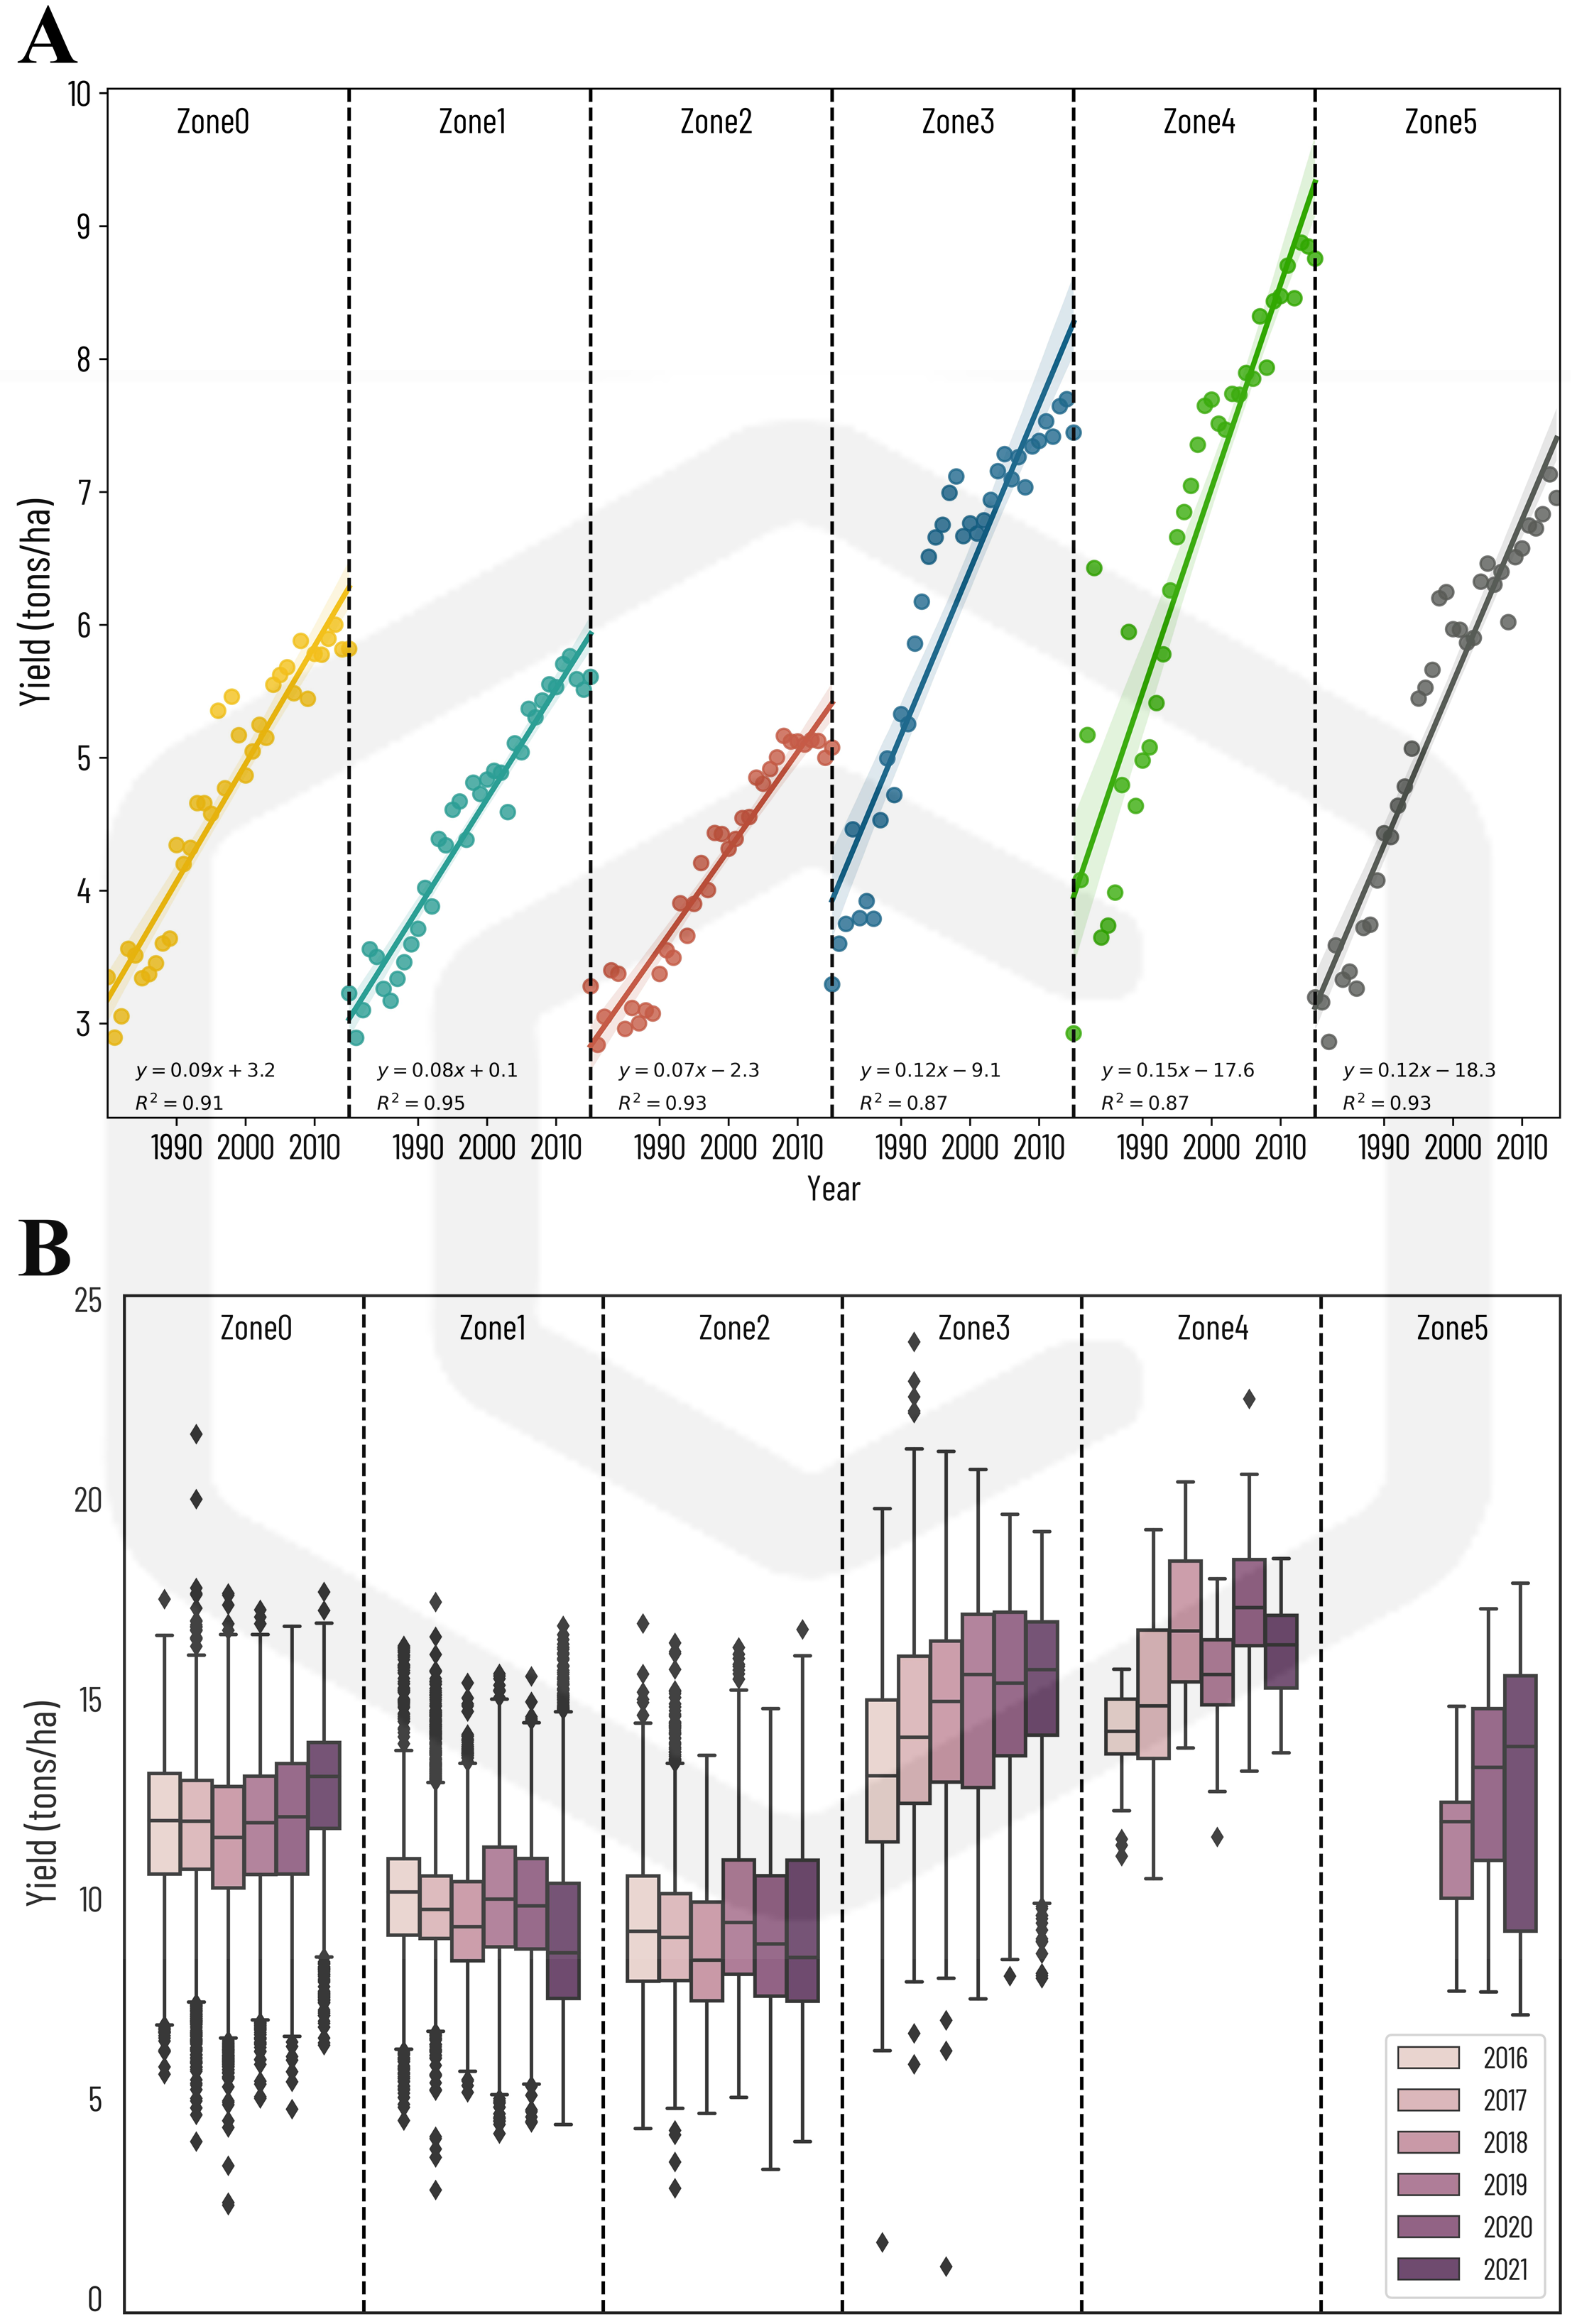 A
10
9
8
7
6
5
4
3
Yield (tons/ha)
Zone0 Zone1 Zone2 Zone3 Zone4 Zone5
y = 0.09x + 3.2 y = 0.08x + 0.1 y = 0.07x − 2.3 y = 0.12x − 9.1 y = 0.15x − 17.6 y = 0.12x − 18.3
R² = 0.91 R² = 0.95 R² = 0.93 R² = 0.87 R² = 0.87 R² = 0.93
1990 2000 2010 1990 2000 2010 1990 2000 2010 1990 2000 2010 1990 2000 2010 1990 2000 2010
Year
B
25
20
15
10
5
0
Yield (tons/ha)
Zone0 Zone1 Zone2 Zone3 Zone4 Zone5
2016
2017
2018
2019
2020
2021